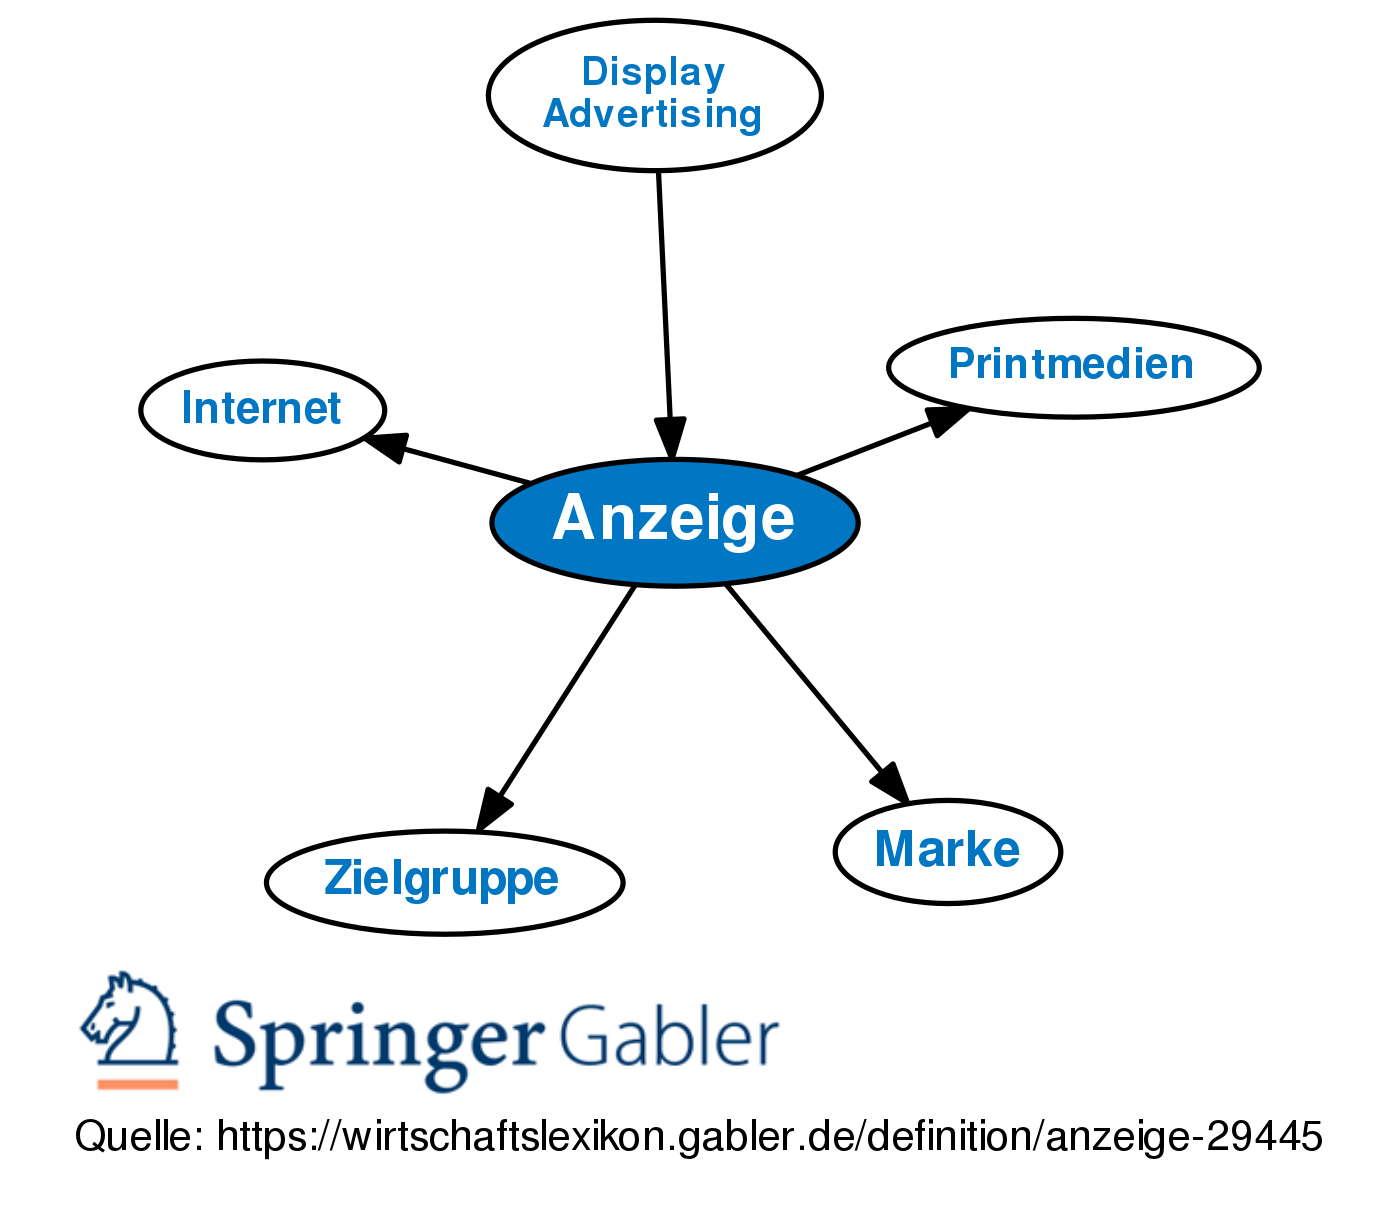 Display
Advertising
Printmedien
Internet
Anzeige
Marke
Zielgruppe
Springer Gabler
Quelle: https://wirtschaftslexikon.gabler.de/definition/anzeige-29445